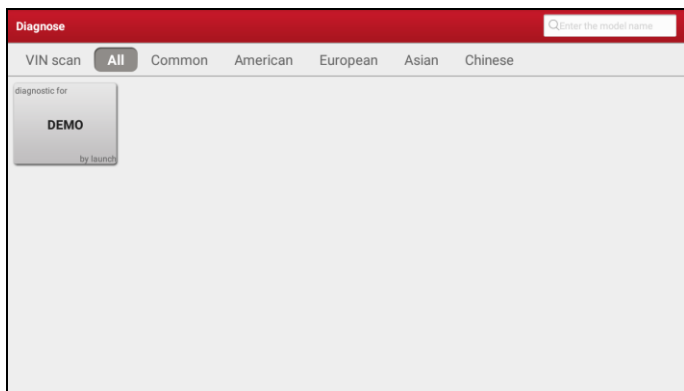 Diagnose
Enter the model name
VIN scan All Common American European Asian Chinese
diagnostic for
DEMO
by launch